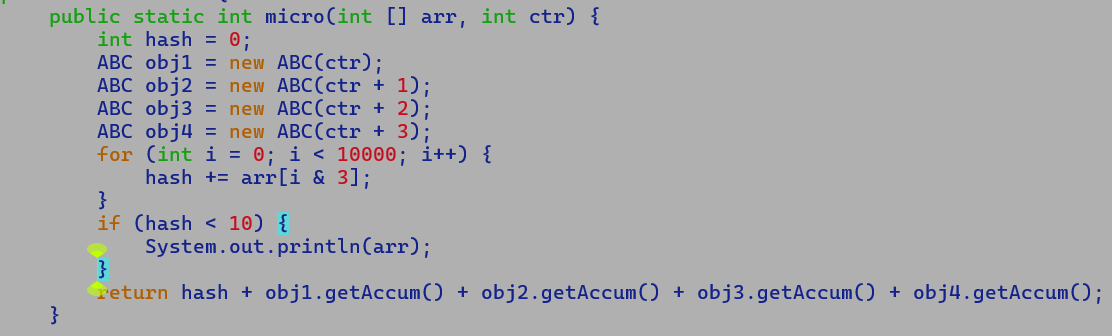 public static int micro(int [] arr, int ctr) {
        int hash = 0;
        ABC obj1 = new ABC(ctr);
        ABC obj2 = new ABC(ctr + 1);
        ABC obj3 = new ABC(ctr + 2);
        ABC obj4 = new ABC(ctr + 3);
        for (int i = 0; i < 10000; i++) {
            hash += arr[i & 3];
        }
        if (hash < 10) {
            System.out.println(arr);
        }
        return hash + obj1.getAccum() + obj2.getAccum() + obj3.getAccum() + obj4.getAccum();
    }